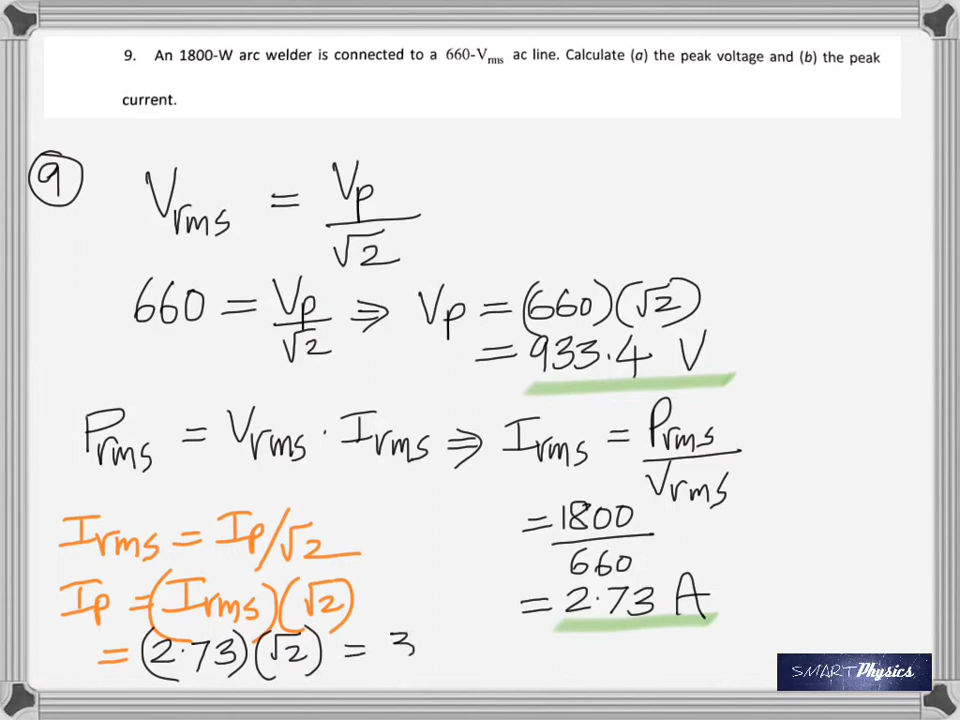 9. An 1800-W arc welder is connected to a 660-Vrms ac line. Calculate (a) the peak voltage and (b) the peak
current.
9
Vrms = Vp/√2
660 = Vp/√2 ⇒ Vp = (660)(√2)
= 933.4 V
Prms = Vrms · Irms ⇒ Irms = Prms/Vrms
= 1800/660
= 2.73 A
Irms = Ip/√2
Ip = (Irms)(√2)
= (2.73)(√2) = 3
SMART Physics